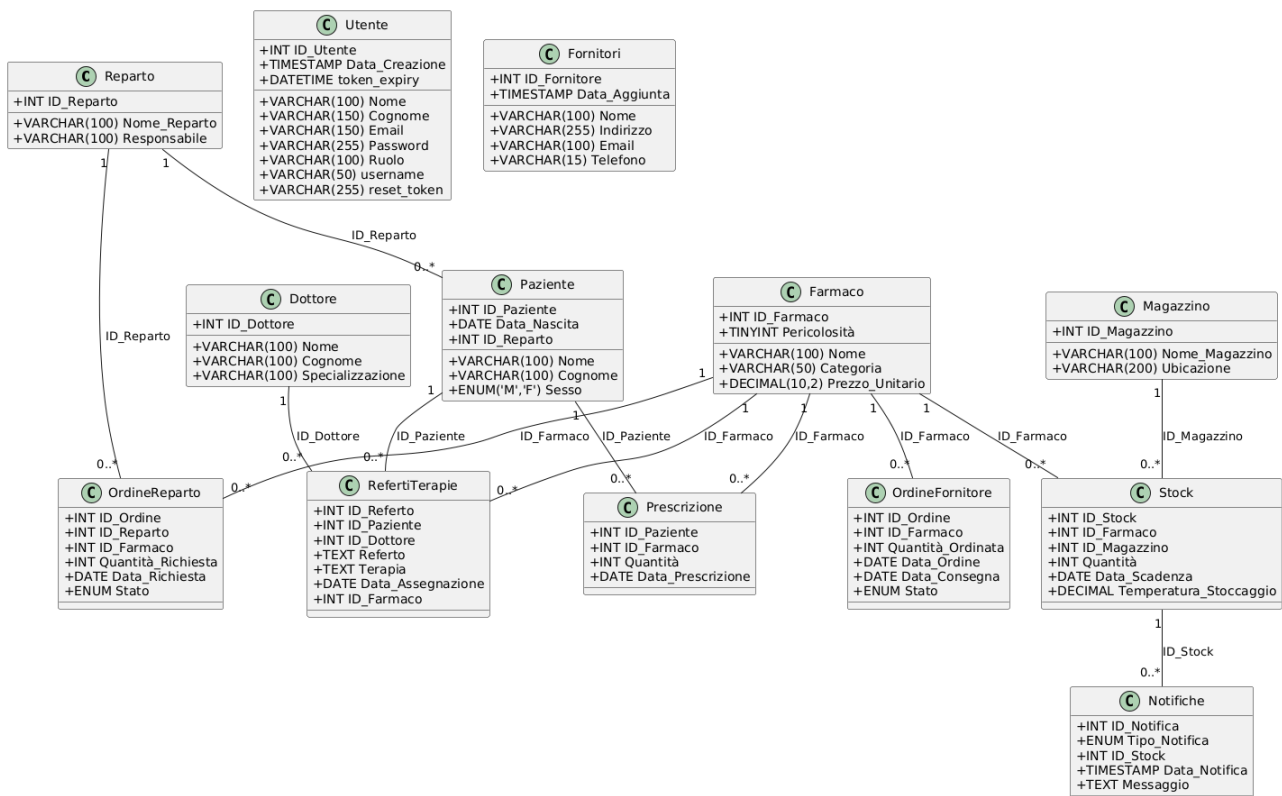 C Utente
+INT ID_Utente
+TIMESTAMP Data_Creazione
+DATETIME token_expiry
+VARCHAR(100) Nome
+VARCHAR(150) Cognome
+VARCHAR(150) Email
+VARCHAR(255) Password
+VARCHAR(100) Ruolo
+VARCHAR(50) username
+VARCHAR(255) reset_token
C Fornitori
+INT ID_Fornitore
+TIMESTAMP Data_Aggiunta
+VARCHAR(100) Nome
+VARCHAR(255) Indirizzo
+VARCHAR(100) Email
+VARCHAR(15) Telefono
C Reparto
+INT ID_Reparto
+VARCHAR(100) Nome_Reparto
+VARCHAR(100) Responsabile
1
1
ID_Reparto
0..*
ID_Reparto
0..*
C Dottore
+INT ID_Dottore
+VARCHAR(100) Nome
+VARCHAR(100) Cognome
+VARCHAR(100) Specializzazione
C Paziente
+INT ID_Paziente
+DATE Data_Nascita
+INT ID_Reparto
+VARCHAR(100) Nome
+VARCHAR(100) Cognome
+ENUM('M','F') Sesso
C Farmaco
+INT ID_Farmaco
+TINYINT Pericolosità
+VARCHAR(100) Nome
+VARCHAR(50) Categoria
+DECIMAL(10,2) Prezzo_Unitario
C Magazzino
+INT ID_Magazzino
+VARCHAR(100) Nome_Magazzino
+VARCHAR(200) Ubicazione
1
ID_Dottore
0..*
1
ID_Paziente
0..*
1
ID_Paziente
0..*
1
ID_Farmaco
0..*
1
ID_Farmaco
0..*
1
ID_Farmaco
0..*
1
ID_Farmaco
0..*
1
ID_Farmaco
0..*
1
ID_Magazzino
0..*
C OrdineReparto
+INT ID_Ordine
+INT ID_Reparto
+INT ID_Farmaco
+INT Quantità_Richiesta
+DATE Data_Richiesta
+ENUM Stato
C RefertiTerapie
+INT ID_Referto
+INT ID_Paziente
+INT ID_Dottore
+TEXT Referto
+TEXT Terapia
+DATE Data_Assegnazione
+INT ID_Farmaco
C Prescrizione
+INT ID_Paziente
+INT ID_Farmaco
+INT Quantità
+DATE Data_Prescrizione
C OrdineFornitore
+INT ID_Ordine
+INT ID_Farmaco
+INT Quantità_Ordinata
+DATE Data_Ordine
+DATE Data_Consegna
+ENUM Stato
C Stock
+INT ID_Stock
+INT ID_Farmaco
+INT ID_Magazzino
+INT Quantità
+DATE Data_Scadenza
+DECIMAL Temperatura_Stoccaggio
1
ID_Stock
0..*
C Notifiche
+INT ID_Notifica
+ENUM Tipo_Notifica
+INT ID_Stock
+TIMESTAMP Data_Notifica
+TEXT Messaggio